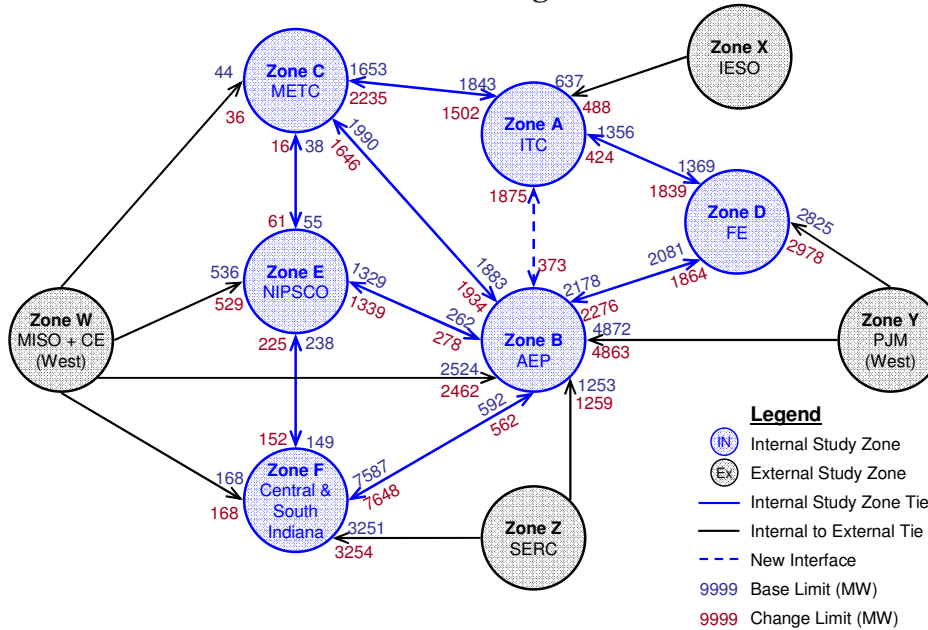 Zone X
IESO
Zone C
METC
44
36
1653
2235
1843
1502
637
488
Zone A
ITC
1356
424
1990
1646
16
38
1369
1839
1875
Zone D
FE
2825
2978
61
55
536
529
Zone E
NIPSCO
1329
1339
1883
1934
373
2081
1864
2178
2276
Zone W
MISO + CE
(West)
225
238
262
278
Zone B
AEP
4872
4863
Zone Y
PJM
(West)
2524
2462
592
562
1253
1259
152
149
168
168
Zone F
Central &
South
Indiana
7587
7648
3251
3254
Zone Z
SERC
Legend
IN Internal Study Zone
Ex External Study Zone
Internal Study Zone Tie
Internal to External Tie
New Interface
9999 Base Limit (MW)
9999 Change Limit (MW)